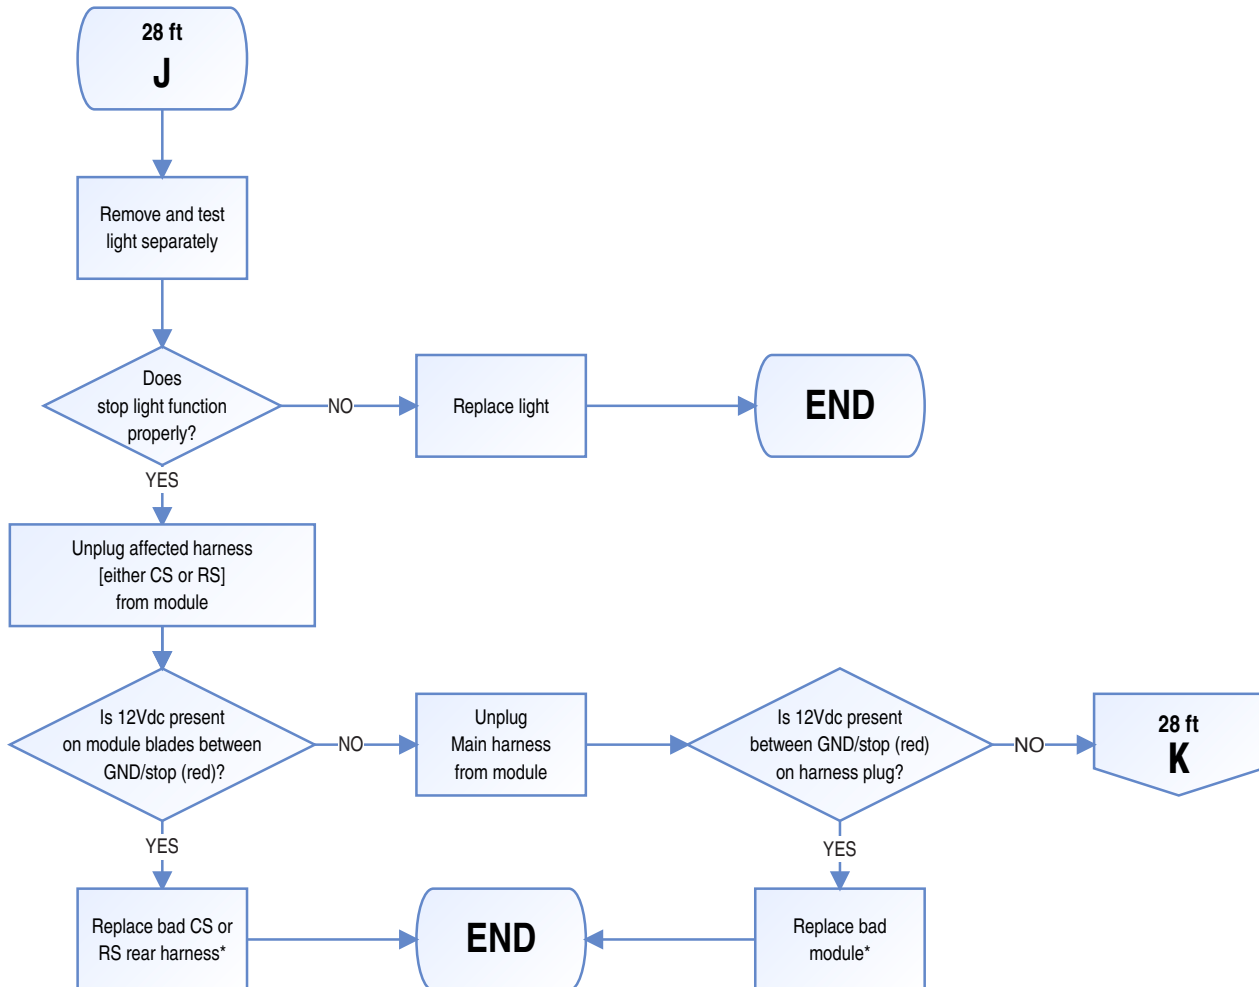 28 ft
J
Remove and test
light separately
Does
stop light function
properly?
NO
Replace light
END
YES
Unplug affected harness
[either CS or RS]
from module
Is 12Vdc present
on module blades between
GND/stop (red)?
NO
Unplug
Main harness
from module
Is 12Vdc present
between GND/stop (red)
on harness plug?
NO
28 ft
K
YES
YES
Replace bad CS or
RS rear harness*
END
Replace bad
module*